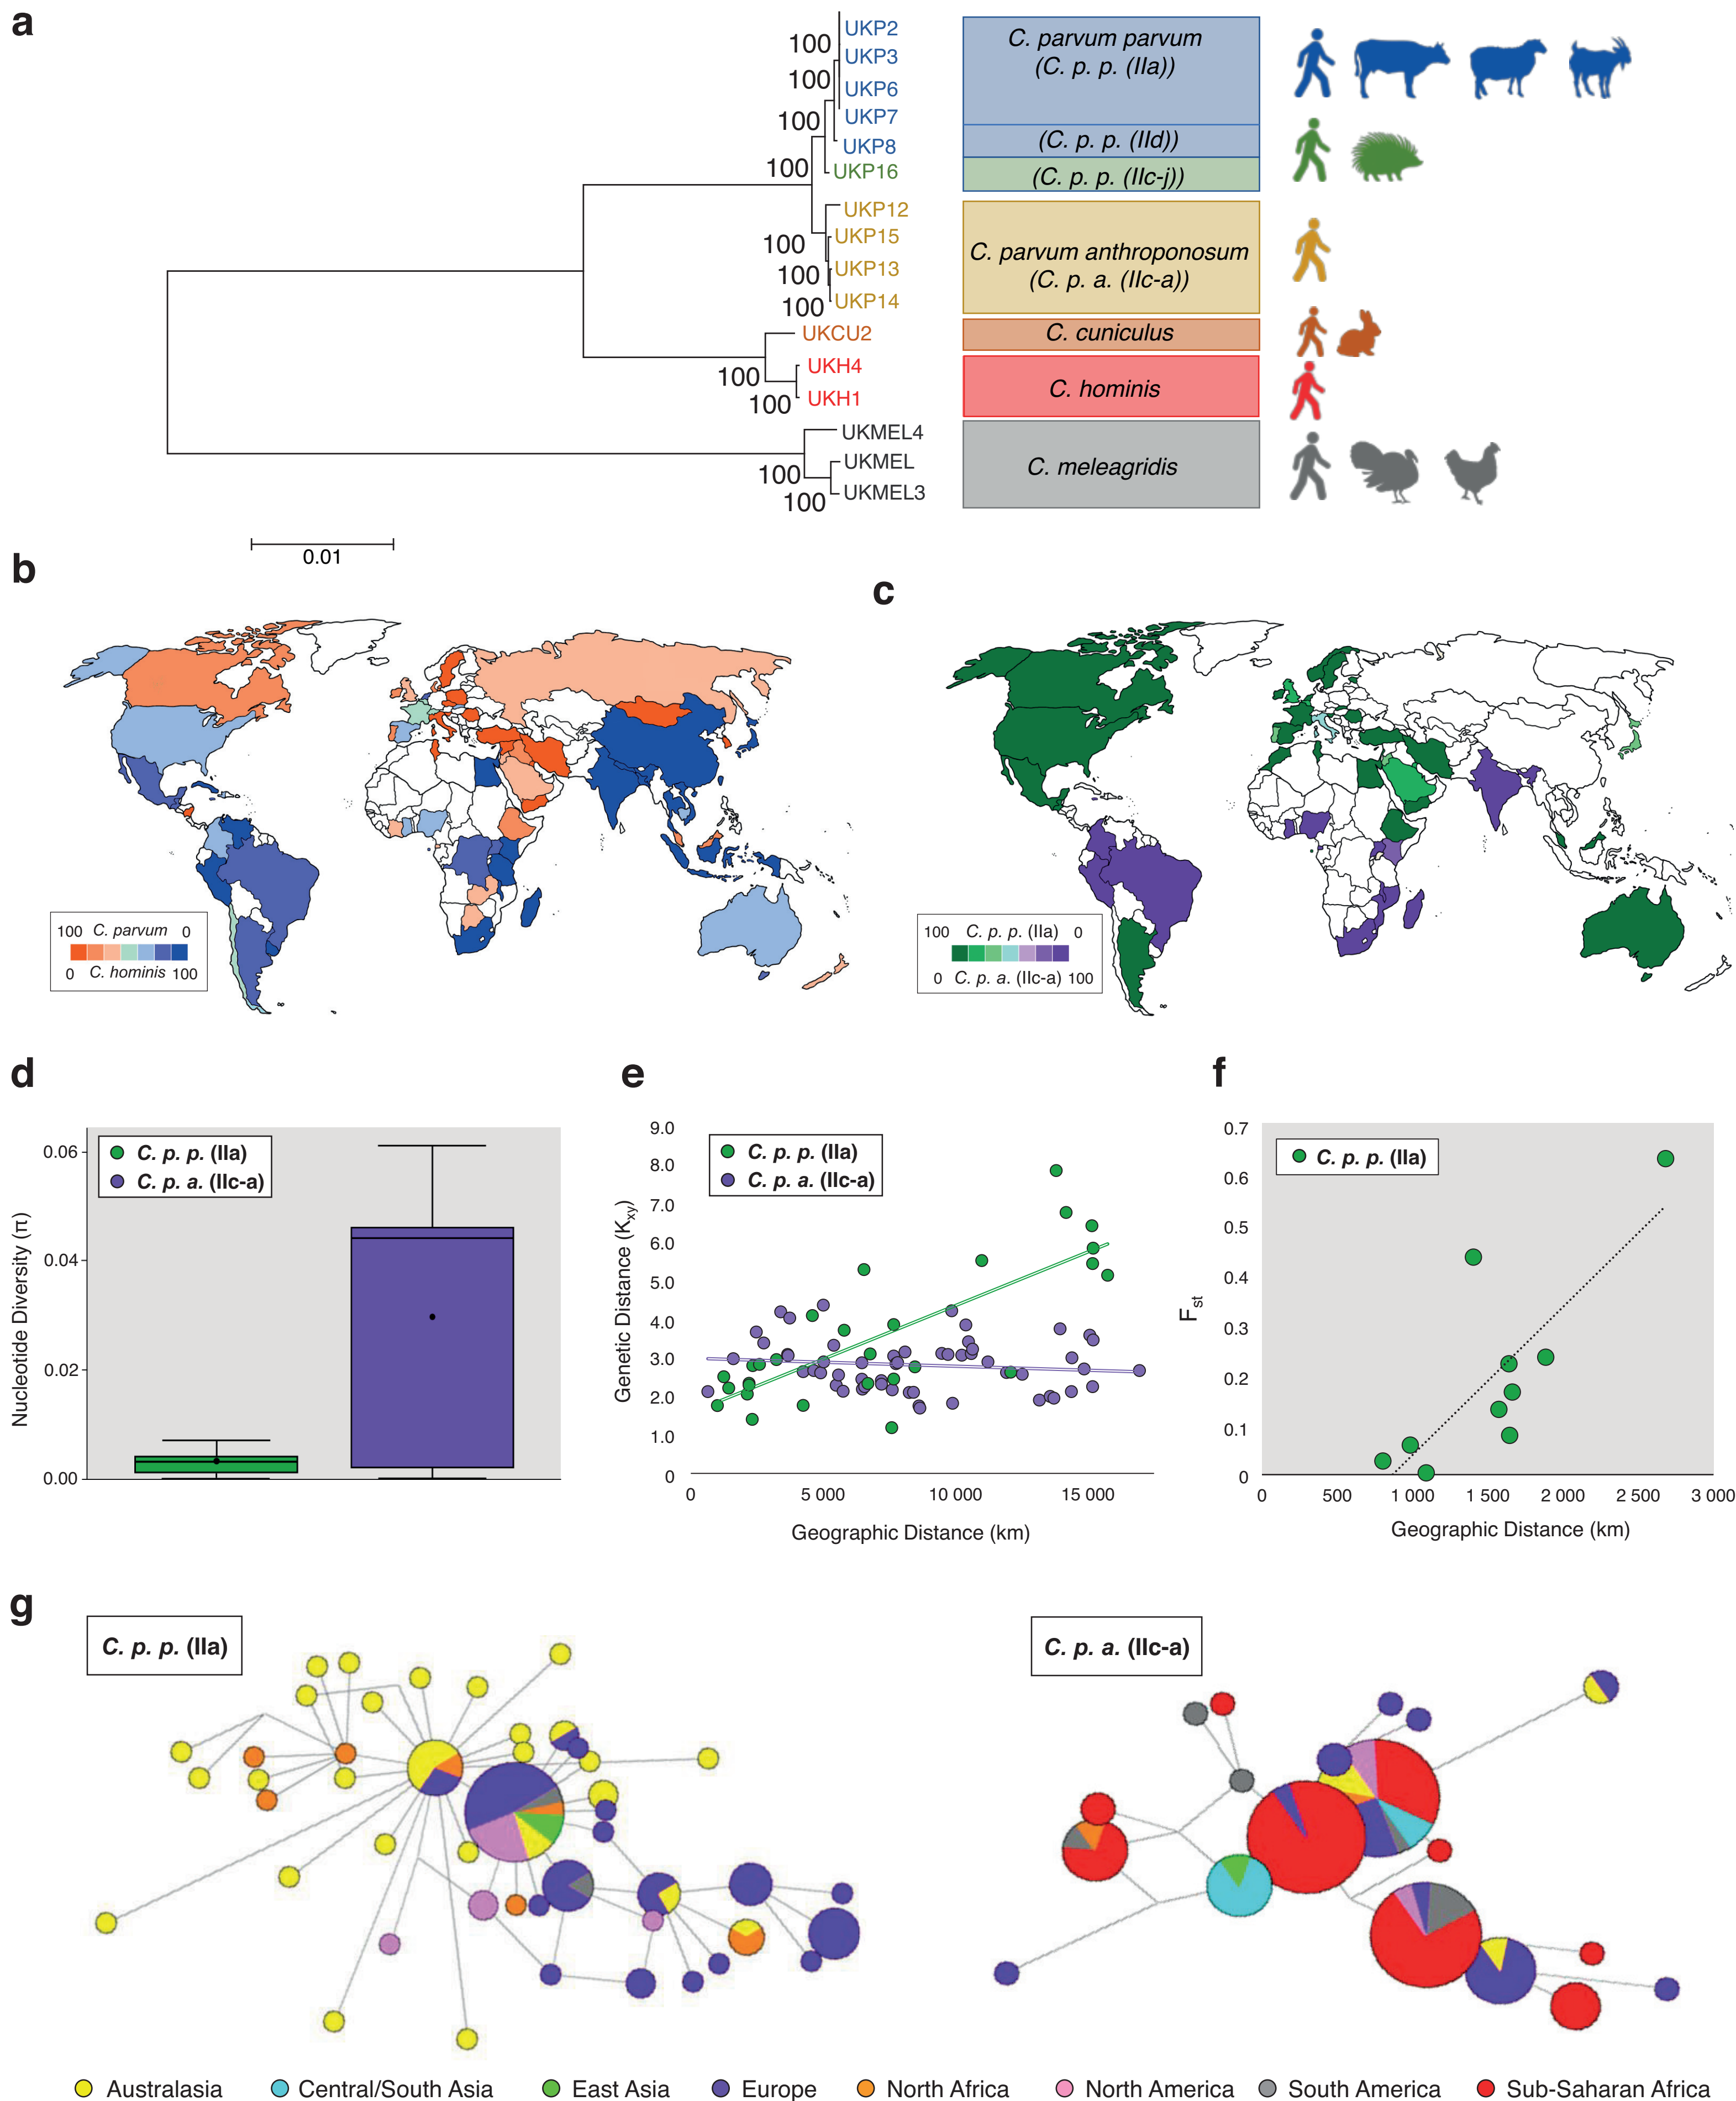 a
UKP2
100
UKP3
100
UKP6
UKP7
100
UKP8
100
UKP16
UKP12
100
UKP15
100
UKP13
100
UKP14
UKCU2
UKH4
100
UKH1
100
UKMEL4
100
UKMEL
100
UKMEL3
C. parvum parvum
(C. p. p. (IIa))
(C. p. p. (IId))
(C. p. p. (IIc-j))
C. parvum anthroponosum
(C. p. a. (IIc-a))
C. cuniculus
C. hominis
C. meleagridis
0.01
b
100 C. parvum 0
0 C. hominis 100
c
100 C. p. p. (IIa) 0
0 C. p. a. (IIc-a) 100
d
C. p. p. (IIa)
C. p. a. (IIc-a)
Nucleotide Diversity (π)
0.06
0.04
0.02
0.00
e
C. p. p. (IIa)
C. p. a. (IIc-a)
Genetic Distance (Kxy)
9.0
8.0
7.0
6.0
5.0
4.0
3.0
2.0
1.0
0
0 5 000 10 000 15 000
Geographic Distance (km)
f
C. p. p. (IIa)
Fst
0.7
0.6
0.5
0.4
0.3
0.2
0.1
0
0 500 1 000 1 500 2 000 2 500 3 000
Geographic Distance (km)
g
C. p. p. (IIa)
C. p. a. (IIc-a)
Australasia Central/South Asia East Asia Europe North Africa North America South America Sub-Saharan Africa